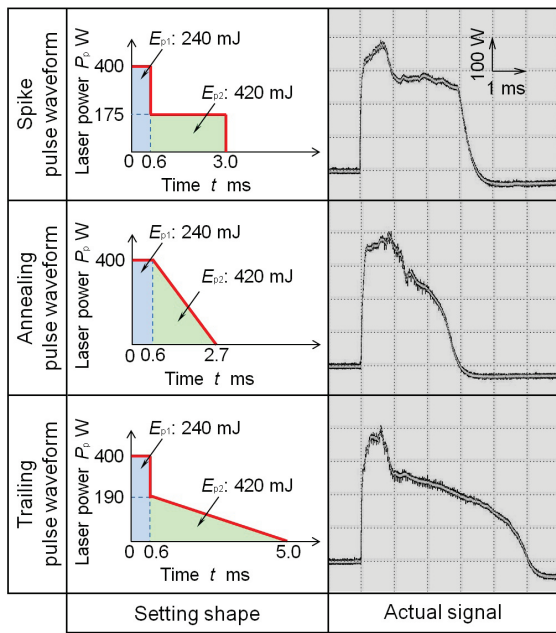 Spike
pulse waveform
Laser power Pp W
Ep1: 240 mJ
400
Ep2: 420 mJ
175
0 0.6 3.0
Time t ms
100 W
1 ms
Annealing
pulse waveform
Laser power Pp W
Ep1: 240 mJ
400
Ep2: 420 mJ
0 0.6 2.7
Time t ms
Trailing
pulse waveform
Laser power Pp W
Ep1: 240 mJ
400
Ep2: 420 mJ
190
0 0.6 5.0
Time t ms
Setting shape
Actual signal